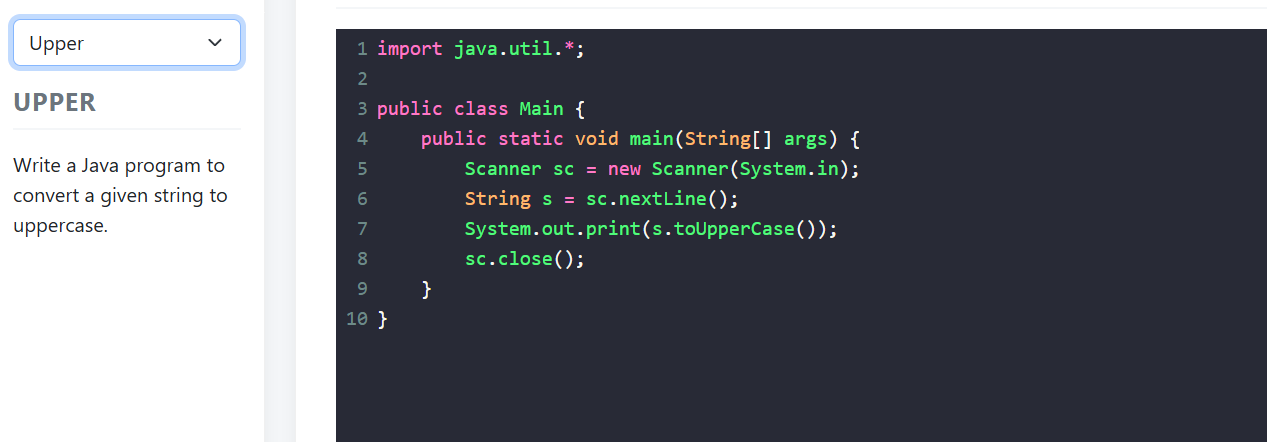 Upper
UPPER
Write a Java program to
convert a given string to
uppercase.
1 import java.util.*;
2
3 public class Main {
4     public static void main(String[] args) {
5         Scanner sc = new Scanner(System.in);
6         String s = sc.nextLine();
7         System.out.print(s.toUpperCase());
8         sc.close();
9     }
10 }